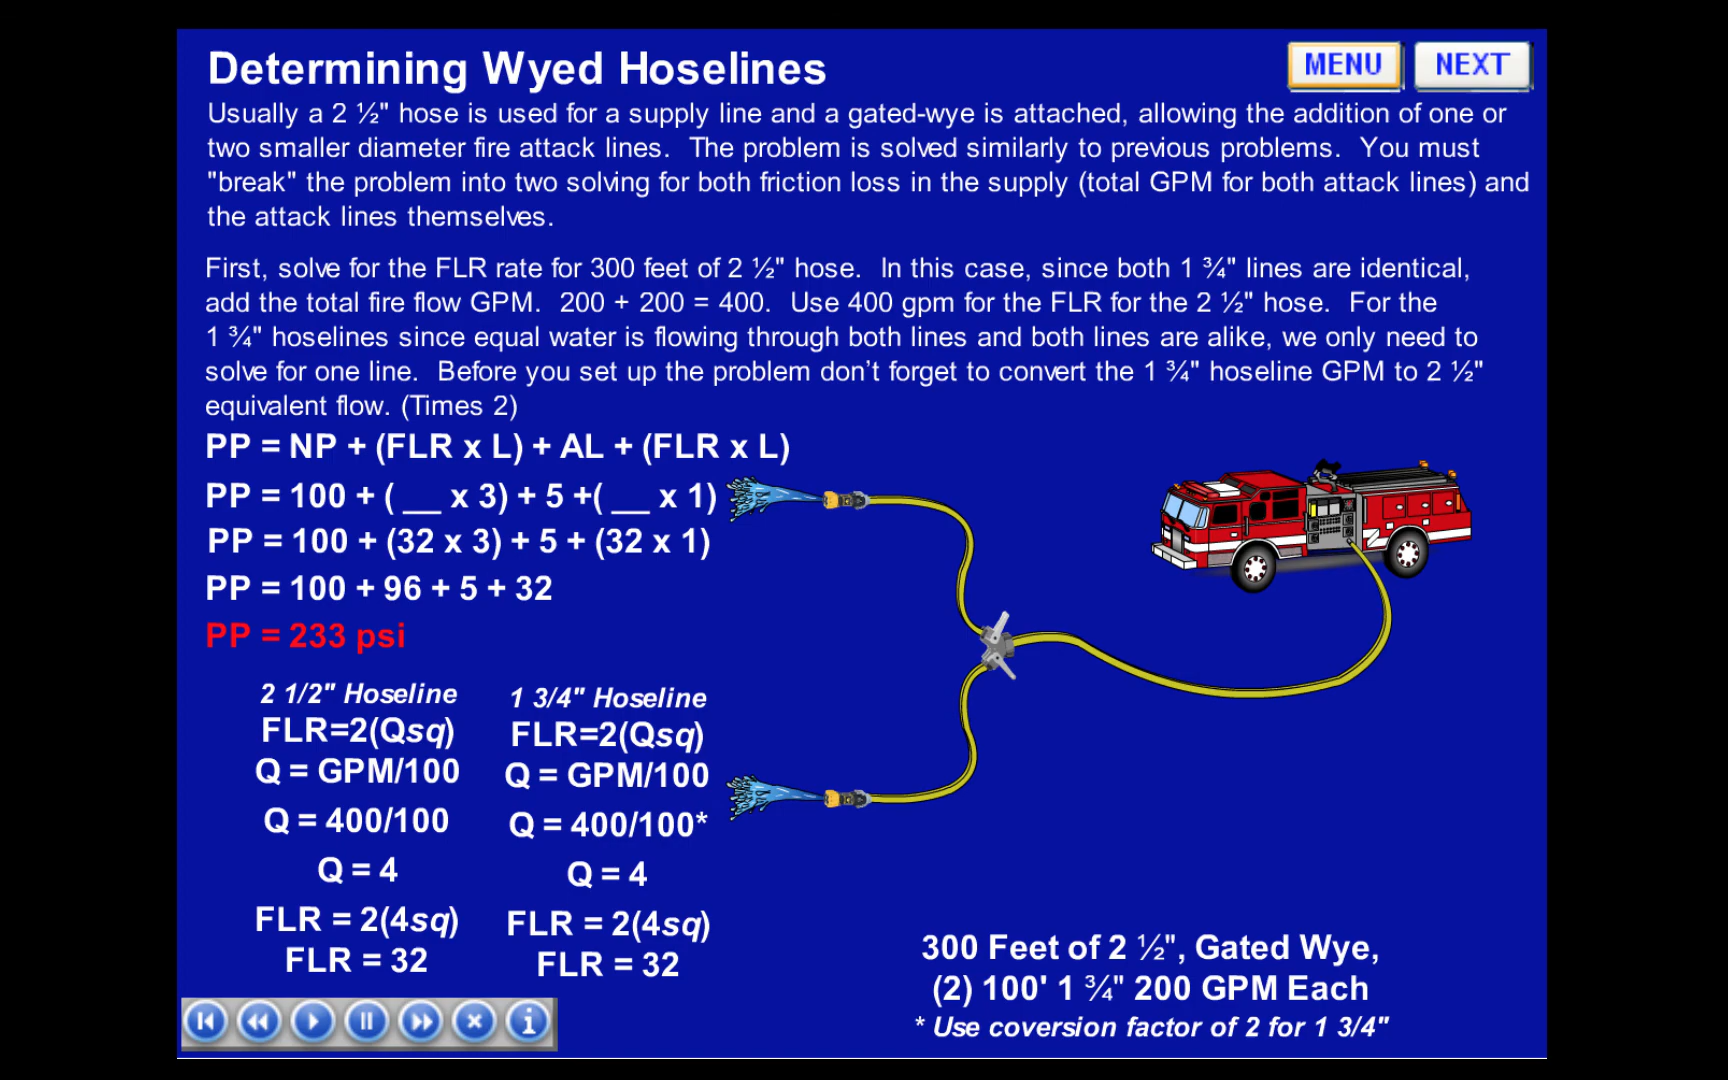 Determining Wyed Hoselines
MENU
NEXT
Usually a 2 ½" hose is used for a supply line and a gated-wye is attached, allowing the addition of one or
two smaller diameter fire attack lines.  The problem is solved similarly to previous problems.  You must
"break" the problem into two solving for both friction loss in the supply (total GPM for both attack lines) and
the attack lines themselves.
First, solve for the FLR rate for 300 feet of 2 ½" hose.  In this case, since both 1 ¾" lines are identical,
add the total fire flow GPM.  200 + 200 = 400.  Use 400 gpm for the FLR for the 2 ½" hose.  For the
1 ¾" hoselines since equal water is flowing through both lines and both lines are alike, we only need to
solve for one line.  Before you set up the problem don't forget to convert the 1 ¾" hoseline GPM to 2 ½"
equivalent flow. (Times 2)
PP = NP + (FLR x L) + AL + (FLR x L)
PP = 100 + ( __ x 3) + 5 +( __ x 1)
PP = 100 + (32 x 3) + 5 + (32 x 1)
PP = 100 + 96 + 5 + 32
PP = 233 psi
2 1/2" Hoseline
FLR=2(Qsq)
Q = GPM/100
Q = 400/100
Q = 4
FLR = 2(4sq)
FLR = 32
1 3/4" Hoseline
FLR=2(Qsq)
Q = GPM/100
Q = 400/100*
Q = 4
FLR = 2(4sq)
FLR = 32
300 Feet of 2 ½", Gated Wye,
(2) 100' 1 ¾" 200 GPM Each
* Use coversion factor of 2 for 1 3/4"